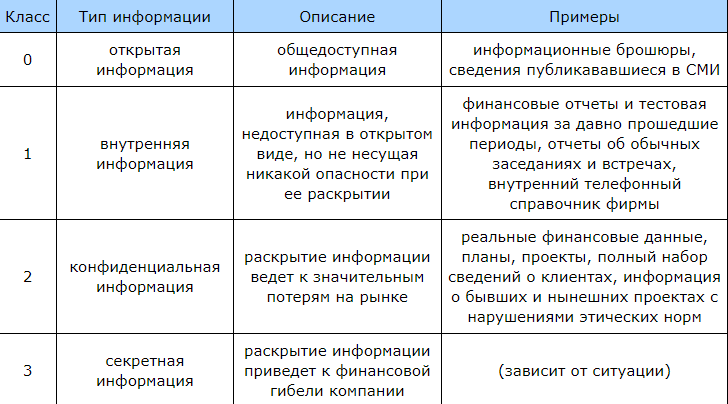 Класс Тип информации Описание Примеры
0
открытая
информация
общедоступная
информация
информационные брошюры,
сведения публикававшиеся в СМИ
1
внутренняя
информация
информация,
недоступная в открытом
виде, но не несущая
никакой опасности при
ее раскрытии
финансовые отчеты и тестовая
информация за давно прошедшие
периоды, отчеты об обычных
заседаниях и встречах,
внутренний телефонный
справочник фирмы
2
конфиденциальная
информация
раскрытие информации
ведет к значительным
потерям на рынке
реальные финансовые данные,
планы, проекты, полный набор
сведений о клиентах, информация
о бывших и нынешних проектах с
нарушениями этических норм
3
секретная
информация
раскрытие информации
приведет к финансовой
гибели компании
(зависит от ситуации)